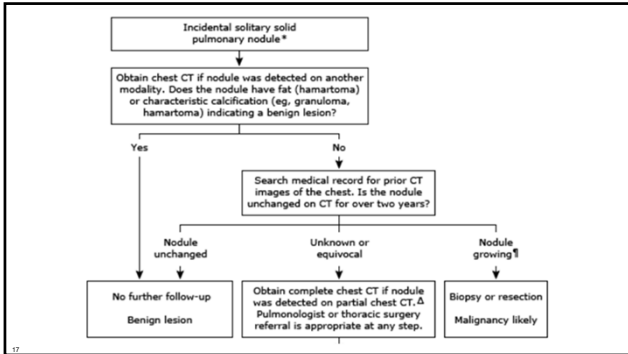 Incidental solitary solid
pulmonary nodule*
Obtain chest CT if nodule was detected on another
modality. Does the nodule have fat (hamartoma)
or characteristic calcification (eg, granuloma,
hamartoma) indicating a benign lesion?
Yes
No
Search medical record for prior CT
images of the chest. Is the nodule
unchanged on CT for over two years?
Nodule
unchanged
Unknown or
equivocal
Nodule
growing¶
No further follow-up
Benign lesion
Obtain complete chest CT if nodule
was detected on partial chest CT.Δ
Pulmonologist or thoracic surgery
referral is appropriate at any step.
Biopsy or resection
Malignancy likely
17